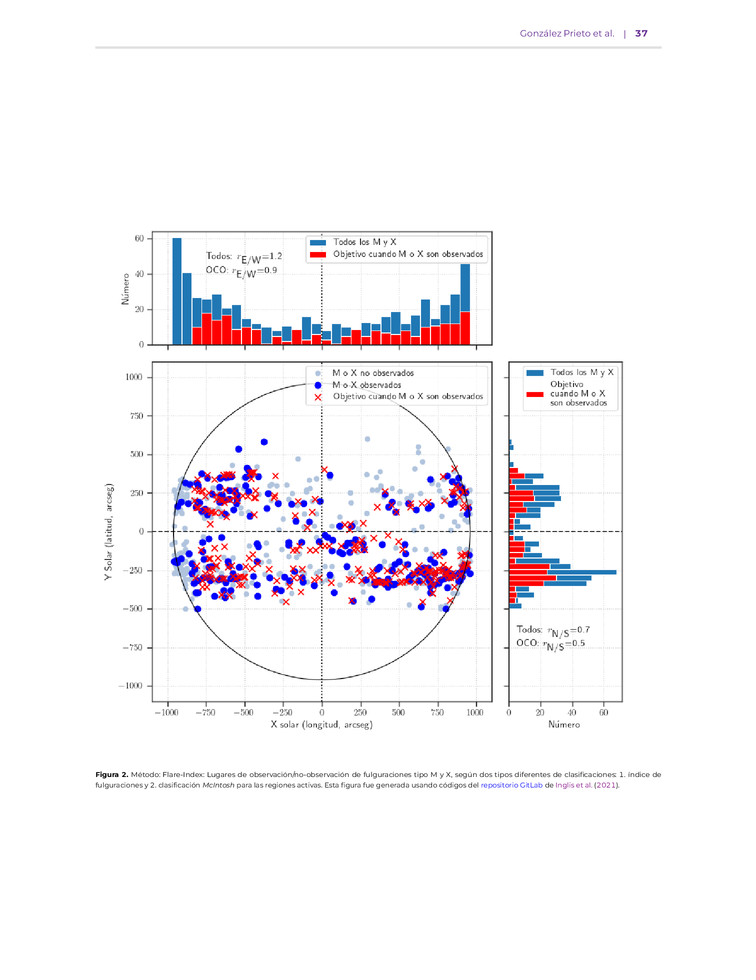 González Prieto et al. | 37
60
40
20
0
Número
Todos: rE/W=1.2
OCO: rE/W=0.9
Todos los M y X
Objetivo cuando M o X son observados
1000
750
500
250
0
−250
−500
−750
−1000
Y Solar (latitud, arcseg)
M o X no observados
M o X observados
Objetivo cuando M o X son observados
−1000 −750 −500 −250 0 250 500 750 1000
X solar (longitud, arcseg)
Todos los M y X
Objetivo
cuando M o X
son observados
Todos: rN/S=0.7
OCO: rN/S=0.5
0 20 40 60
Número
Figura 2. Método: Flare-Index: Lugares de observación/no-observación de fulguraciones tipo M y X, según dos tipos diferentes de clasificaciones: 1. índice de
fulguraciones y 2. clasificación McIntosh para las regiones activas. Esta figura fue generada usando códigos del repositorio GitLab de Inglis et al. (2021).